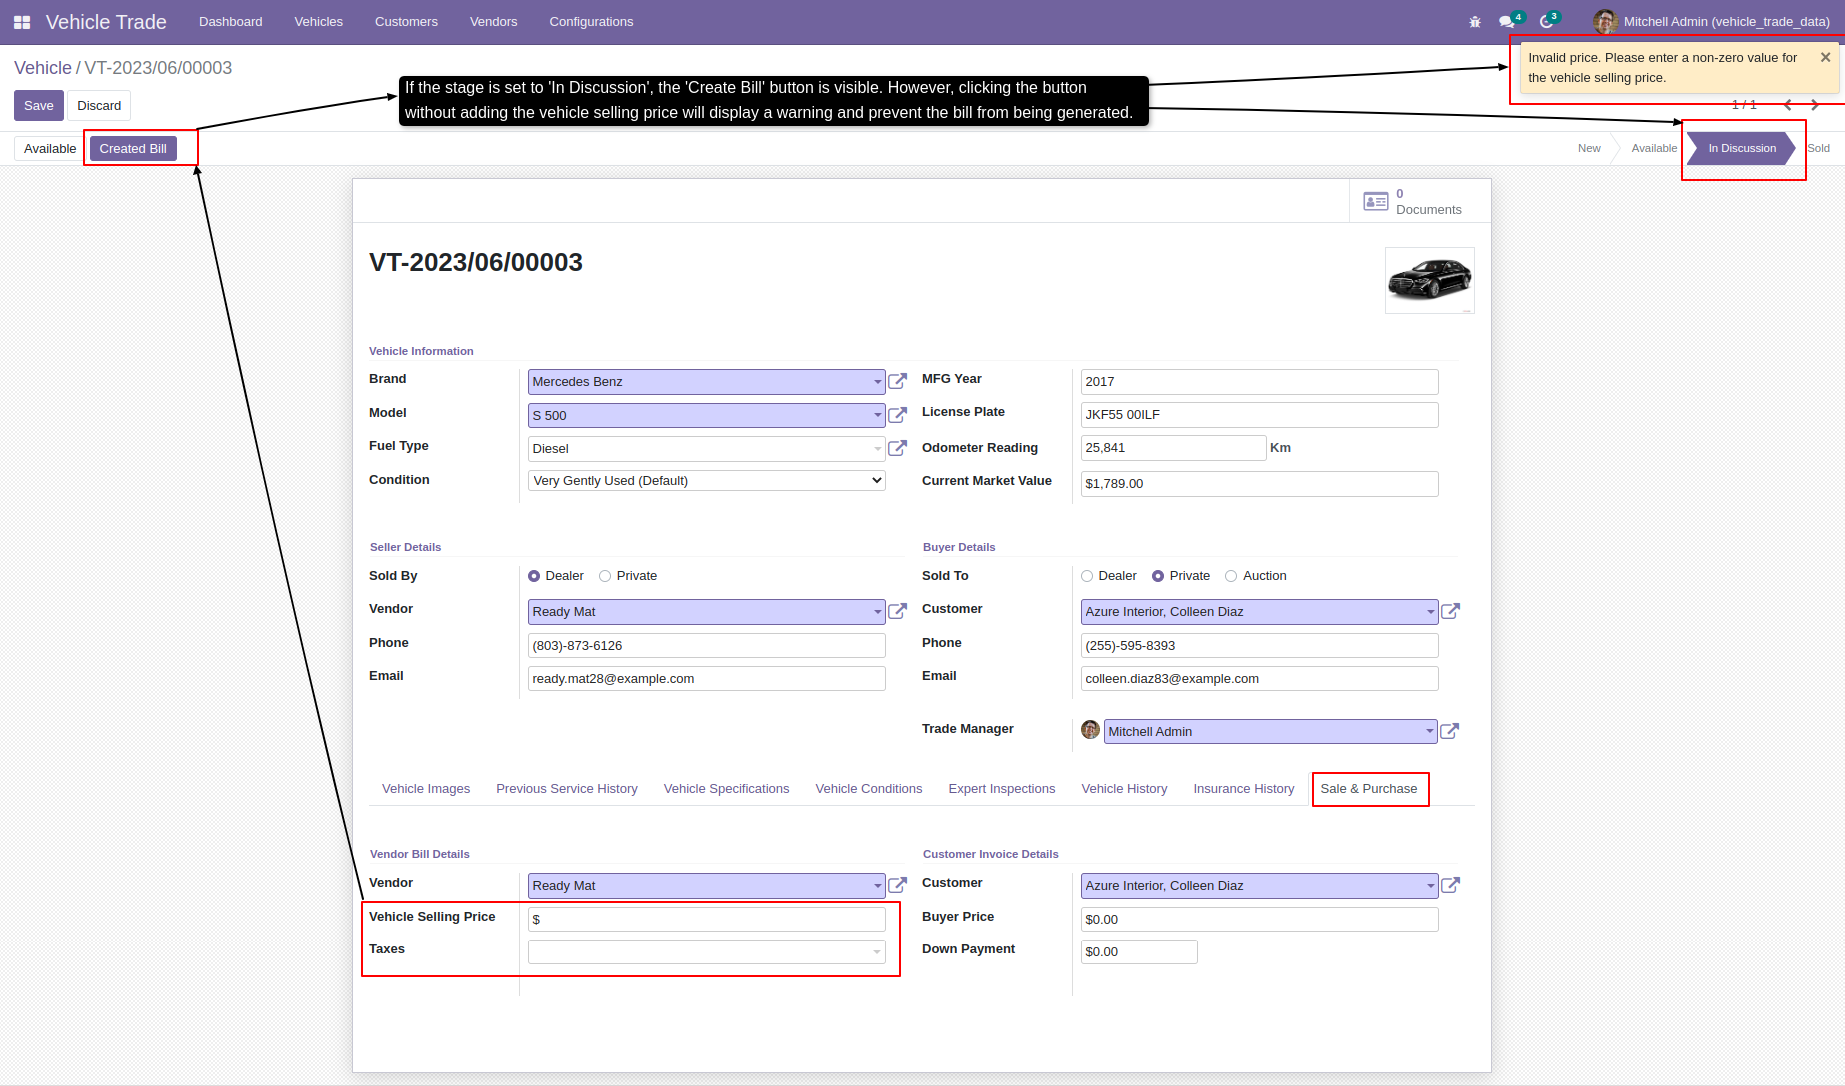 Vehicle Trade Dashboard Vehicles Customers Vendors Configurations 4 3 Mitchell Admin (vehicle_trade_data)
Vehicle / VT-2023/06/00003
Invalid price. Please enter a non-zero value for
the vehicle selling price.
Save Discard
If the stage is set to 'In Discussion', the 'Create Bill' button is visible. However, clicking the button
without adding the vehicle selling price will display a warning and prevent the bill from being generated.
1 / 1
Available Created Bill New Available In Discussion Sold
0
Documents
VT-2023/06/00003
Vehicle Information
Brand Mercedes Benz MFG Year 2017
Model S 500 License Plate JKF55 00ILF
Fuel Type Diesel Odometer Reading 25,841 Km
Condition Very Gently Used (Default) Current Market Value $1,789.00
Seller Details Buyer Details
Sold By Dealer Private Sold To Dealer Private Auction
Vendor Ready Mat Customer Azure Interior, Colleen Diaz
Phone (803)-873-6126 Phone (255)-595-8393
Email ready.mat28@example.com Email colleen.diaz83@example.com
Trade Manager Mitchell Admin
Vehicle Images Previous Service History Vehicle Specifications Vehicle Conditions Expert Inspections Vehicle History Insurance History Sale & Purchase
Vendor Bill Details Customer Invoice Details
Vendor Ready Mat Customer Azure Interior, Colleen Diaz
Vehicle Selling Price $ Buyer Price $0.00
Taxes Down Payment $0.00